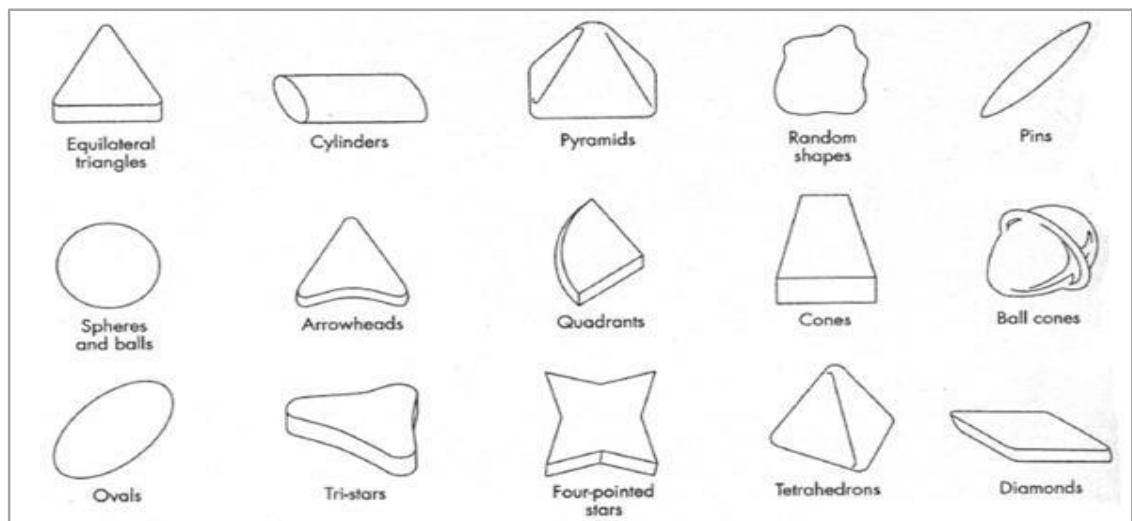 Equilateral
triangles
Cylinders
Pyramids
Random
shapes
Pins
Spheres
and balls
Arrowheads
Quadrants
Cones
Ball cones
Ovals
Tri-stars
Four-pointed
stars
Tetrahedrons
Diamonds